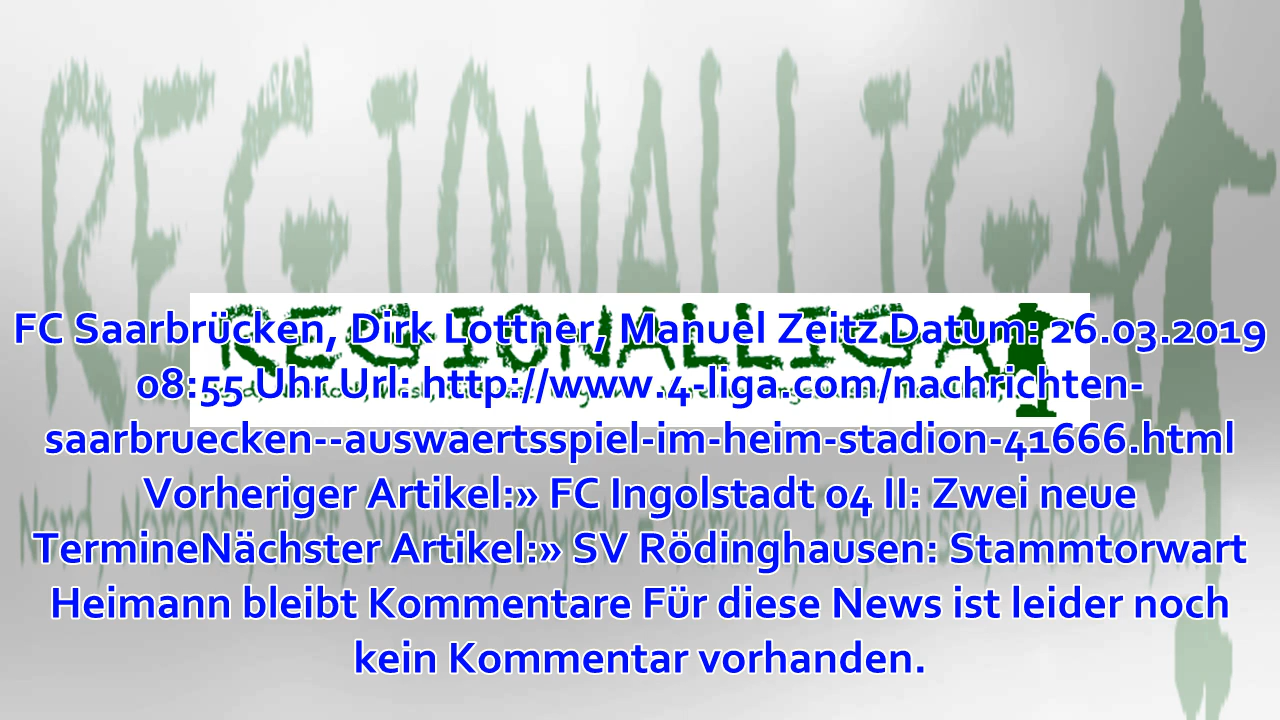 REGIONALLIGA
REGIONALLIGA
FC Saarbrücken, Dirk Lottner, Manuel Zeitz Datum: 26.03.2019
08:55 Uhr Url: http://www.4-liga.com/nachrichten-
saarbruecken--auswaertsspiel-im-heim-stadion-41666.html
Vorheriger Artikel:» FC Ingolstadt 04 II: Zwei neue
TermineNächster Artikel:» SV Rödinghausen: Stammtorwart
Heimann bleibt Kommentare Für diese News ist leider noch
kein Kommentar vorhanden.